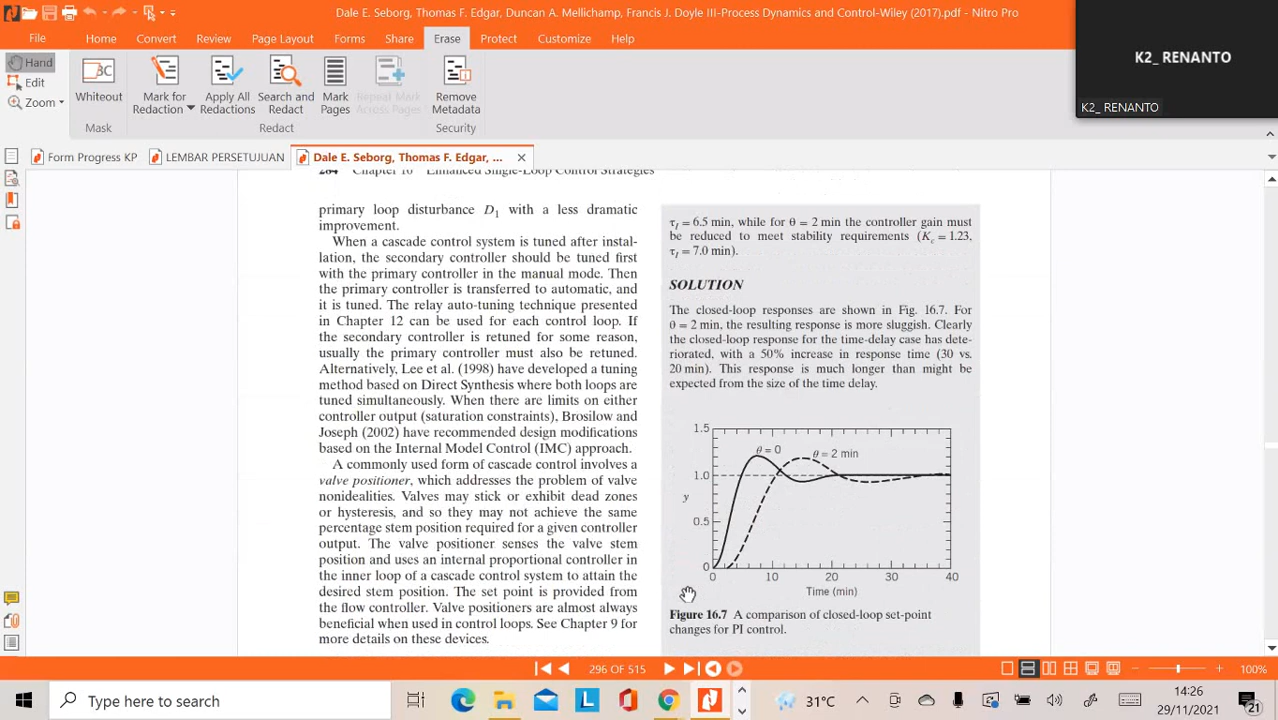 Dale E. Seborg, Thomas F. Edgar, Duncan A. Mellichamp, Francis J. Doyle III-Process Dynamics and Control-Wiley (2017).pdf - Nitro Pro
K2_ RENANTO
K2_ RENANTO
File Home Convert Review Page Layout Forms Share Erase Protect Customize Help
Hand
Edit
Zoom
Whiteout
Mark for
Redaction
Apply All
Redactions
Search and
Redact
Mark
Pages
Repeat Mark
Across Pages
Remove
Metadata
Mask
Redact
Security
Form Progress KP
LEMBAR PERSETUJUAN
Dale E. Seborg, Thomas F. Edgar, ...
284 Chapter 16 Enhanced Single-Loop Control Strategies
primary loop disturbance D1 with a less dramatic
improvement.
When a cascade control system is tuned after instal-
lation, the secondary controller should be tuned first
with the primary controller in the manual mode. Then
the primary controller is transferred to automatic, and
it is tuned. The relay auto-tuning technique presented
in Chapter 12 can be used for each control loop. If
the secondary controller is retuned for some reason,
usually the primary controller must also be retuned.
Alternatively, Lee et al. (1998) have developed a tuning
method based on Direct Synthesis where both loops are
tuned simultaneously. When there are limits on either
controller output (saturation constraints), Brosilow and
Joseph (2002) have recommended design modifications
based on the Internal Model Control (IMC) approach.
A commonly used form of cascade control involves a
valve positioner, which addresses the problem of valve
nonidealities. Valves may stick or exhibit dead zones
or hysteresis, and so they may not achieve the same
percentage stem position required for a given controller
output. The valve positioner senses the valve stem
position and uses an internal proportional controller in
the inner loop of a cascade control system to attain the
desired stem position. The set point is provided from
the flow controller. Valve positioners are almost always
beneficial when used in control loops. See Chapter 9 for
more details on these devices.
τI = 6.5 min, while for θ = 2 min the controller gain must
be reduced to meet stability requirements (Kc = 1.23,
τI = 7.0 min).
SOLUTION
The closed-loop responses are shown in Fig. 16.7. For
θ = 2 min, the resulting response is more sluggish. Clearly
the closed-loop response for the time-delay case has dete-
riorated, with a 50% increase in response time (30 vs.
20 min). This response is much longer than might be
expected from the size of the time delay.
1.5
θ = 0
θ = 2 min
1.0
y
0.5
0
0 10 20 30 40
Time (min)
Figure 16.7 A comparison of closed-loop set-point
changes for PI control.
296 OF 515
100%
Type here to search
31°C
14:26
29/11/2021
21